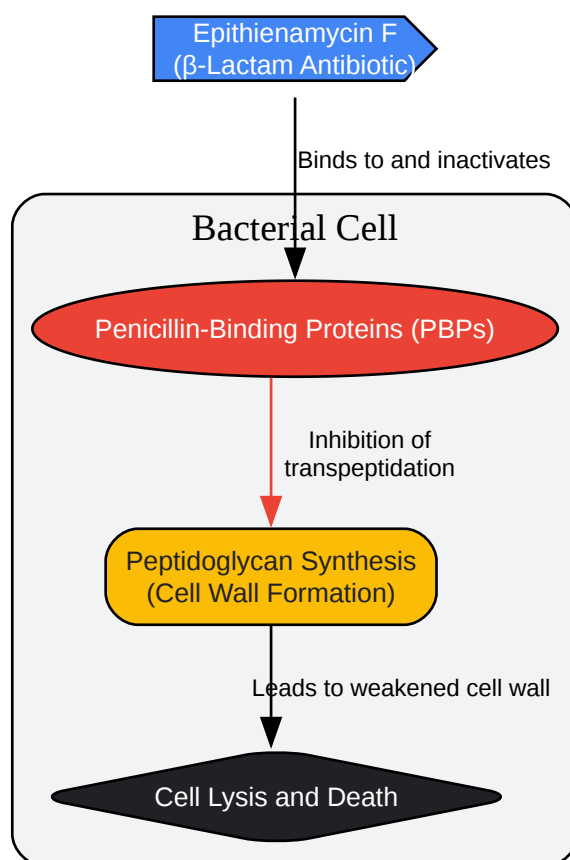 Epithienamycin F
(β-Lactam Antibiotic)
Binds to and inactivates
Bacterial Cell
Penicillin-Binding Proteins (PBPs)
Inhibition of
transpeptidation
Peptidoglycan Synthesis
(Cell Wall Formation)
Leads to weakened cell wall
Cell Lysis and Death